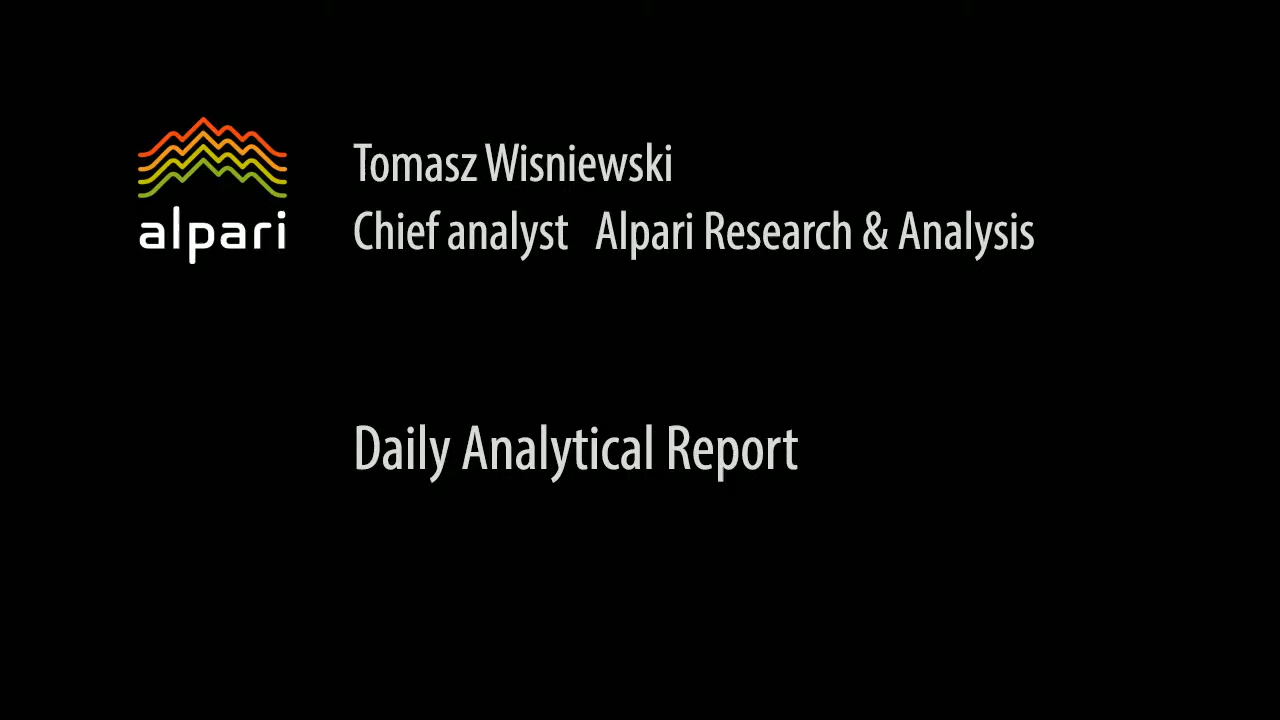 alpari
Tomasz Wisniewski
Chief analyst Alpari Research & Analysis
Daily Analytical Report